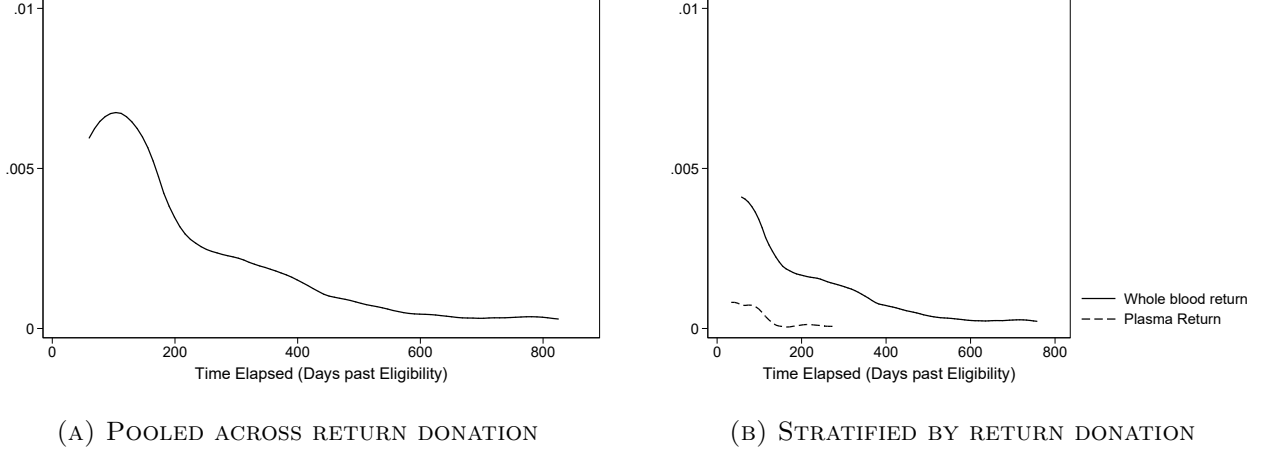 .01
.005
0
0 200 400 600 800
Time Elapsed (Days past Eligibility)
(A) POOLED ACROSS RETURN DONATION
.01
.005
0
0 200 400 600 800
Time Elapsed (Days past Eligibility)
Whole blood return
Plasma Return
(B) STRATIFIED BY RETURN DONATION